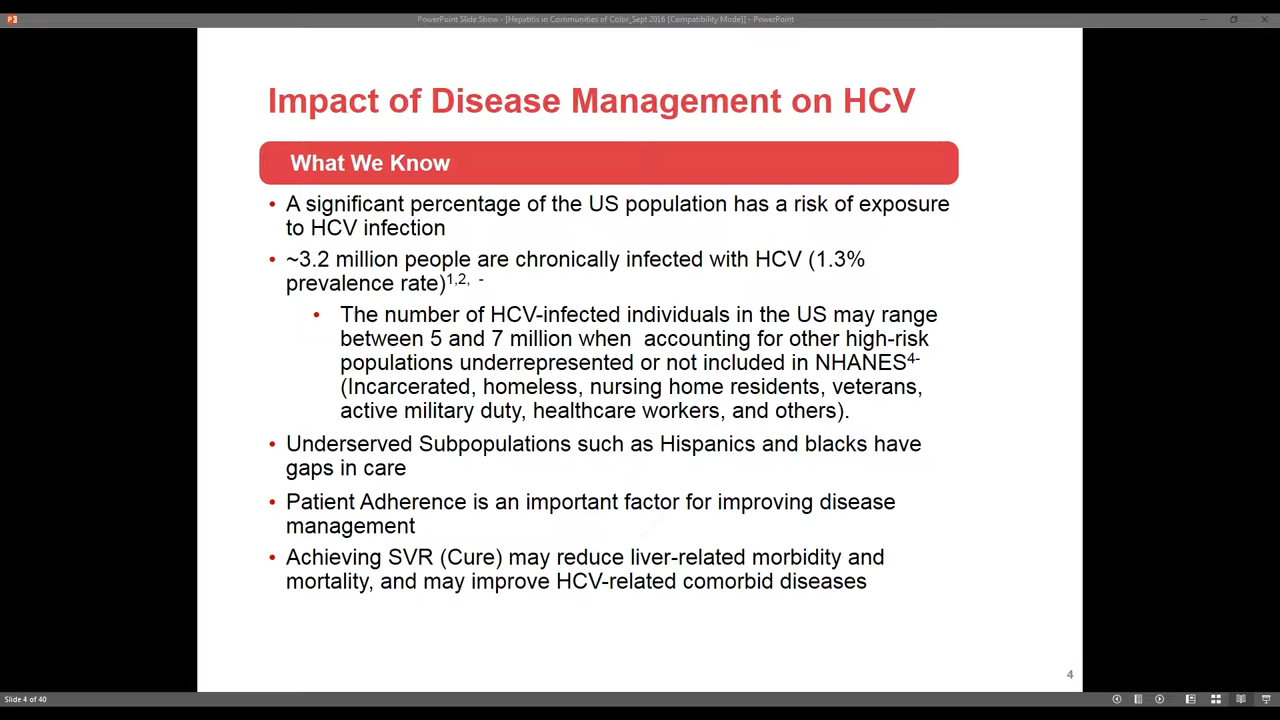 PowerPoint Slide Show - [Hepatitis in Communities of Color_Sept 2016 [Compatibility Mode]] - PowerPoint
Impact of Disease Management on HCV
What We Know
• A significant percentage of the US population has a risk of exposure
to HCV infection
• ~3.2 million people are chronically infected with HCV (1.3%
prevalence rate)1,2, -
• The number of HCV-infected individuals in the US may range
between 5 and 7 million when  accounting for other high-risk
populations underrepresented or not included in NHANES4-
(Incarcerated, homeless, nursing home residents, veterans,
active military duty, healthcare workers, and others).
• Underserved Subpopulations such as Hispanics and blacks have
gaps in care
• Patient Adherence is an important factor for improving disease
management
• Achieving SVR (Cure) may reduce liver-related morbidity and
mortality, and may improve HCV-related comorbid diseases
4
Slide 4 of 40